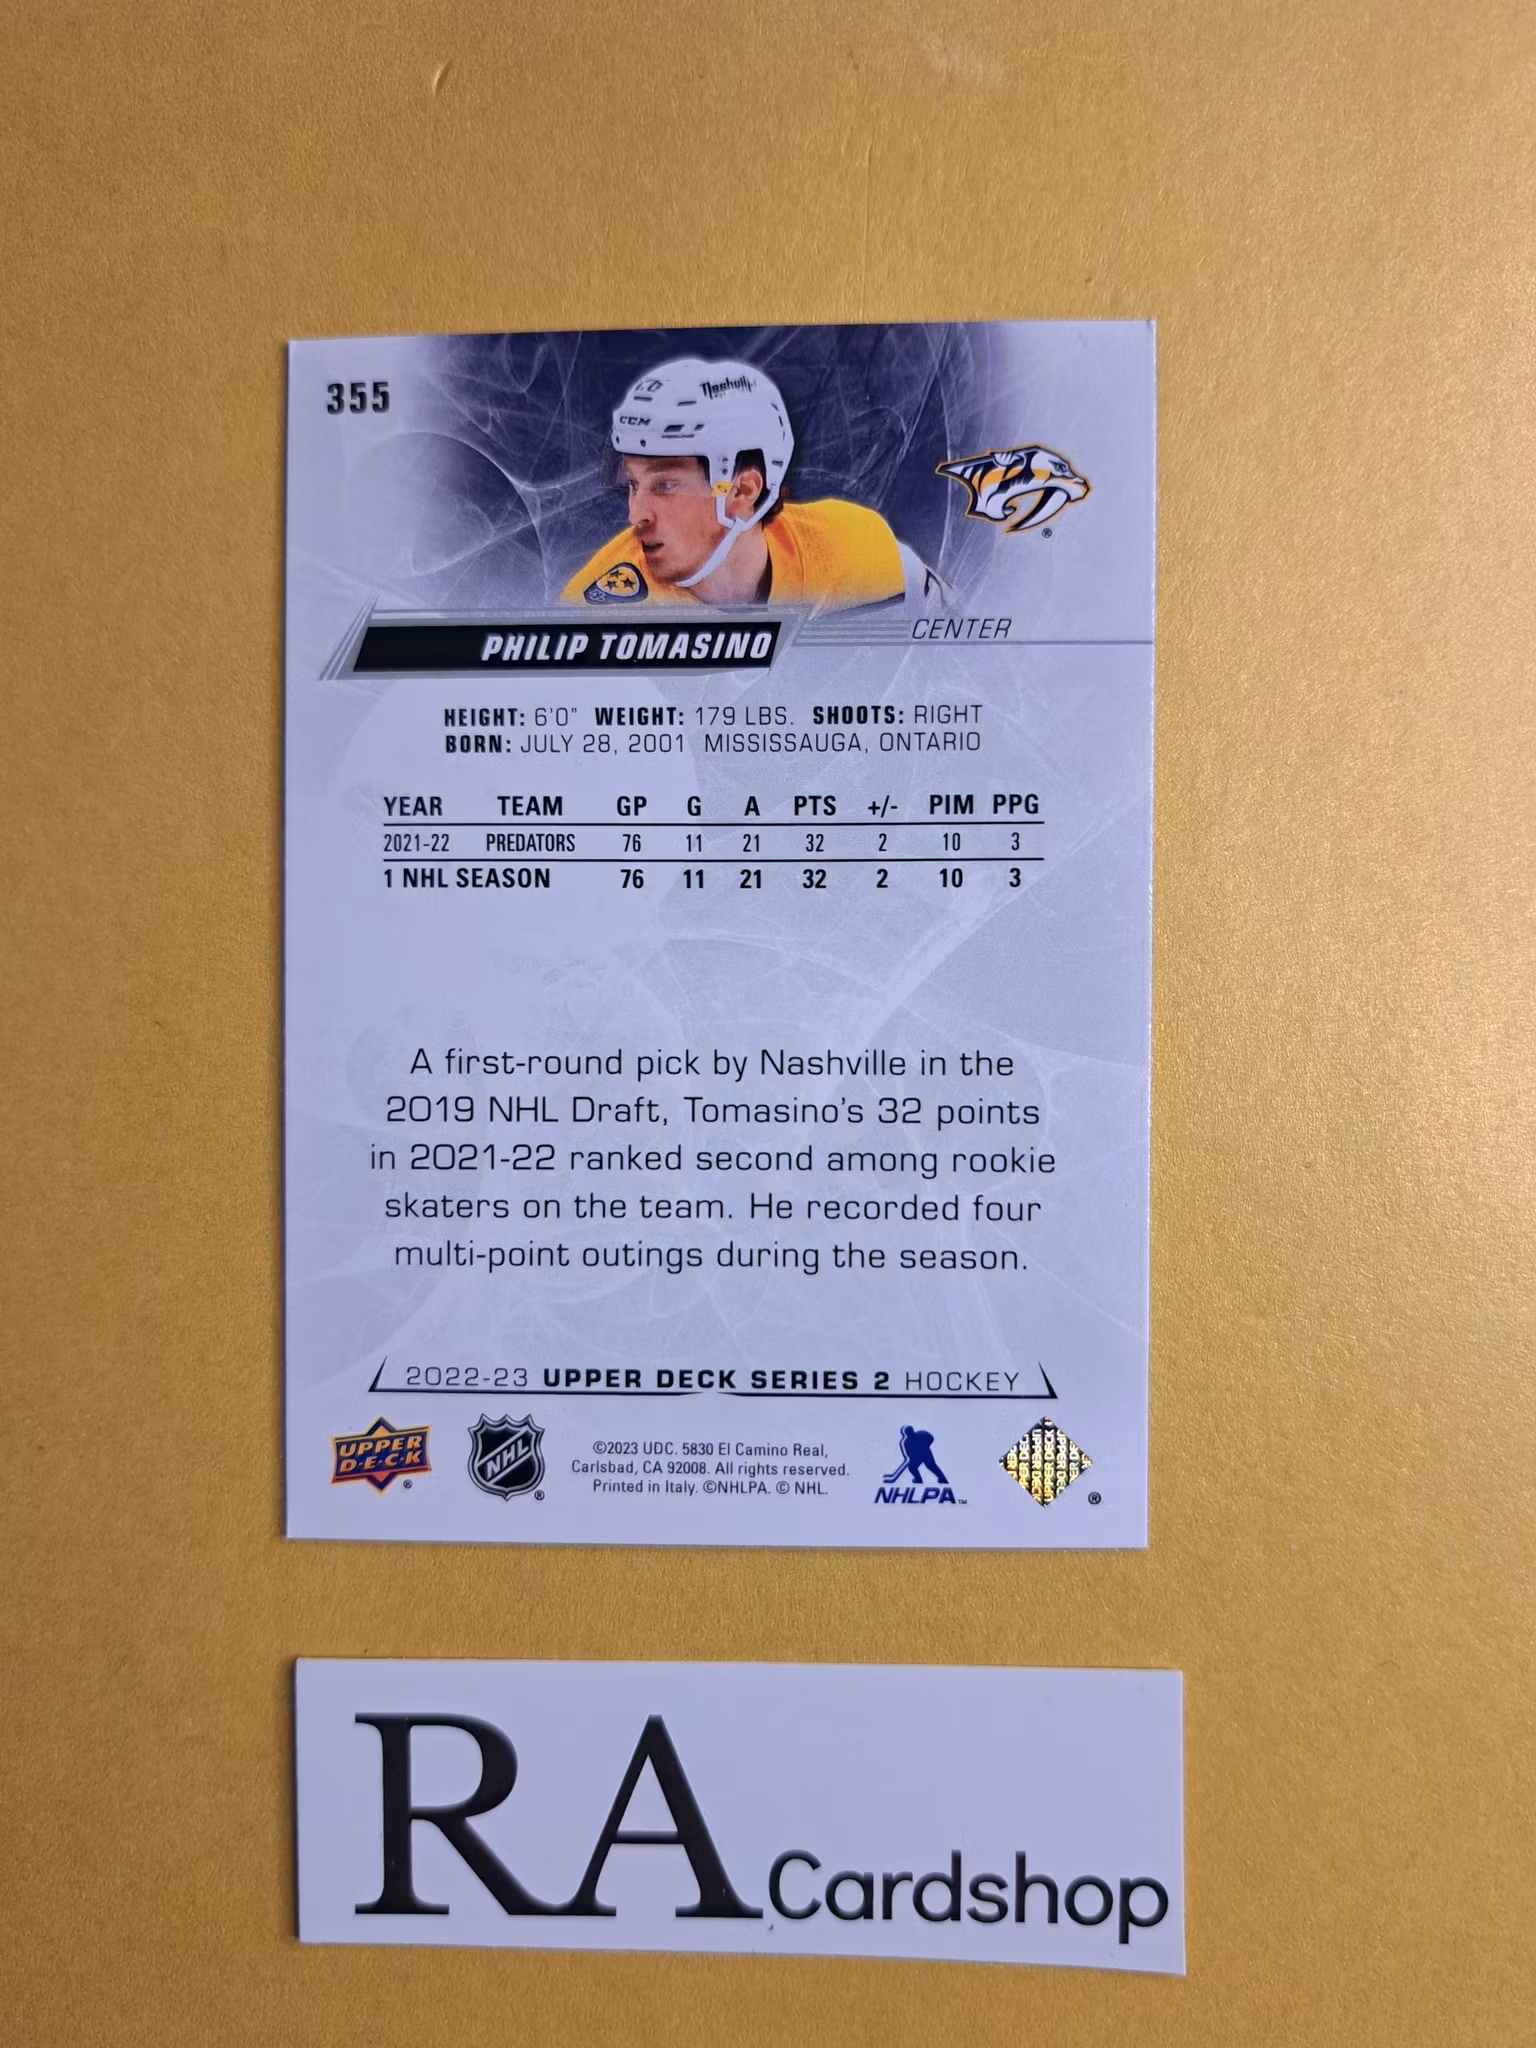 355
Nashville
CCM
PHILIP TOMASINO
CENTER
HEIGHT: 6'0" WEIGHT: 179 LBS. SHOOTS: RIGHT
BORN: JULY 28, 2001 MISSISSAUGA, ONTARIO
YEAR TEAM GP G A PTS +/- PIM PPG
2021-22 PREDATORS 76 11 21 32 2 10 3
1 NHL SEASON 76 11 21 32 2 10 3
A first-round pick by Nashville in the
2019 NHL Draft, Tomasino's 32 points
in 2021-22 ranked second among rookie
skaters on the team. He recorded four
multi-point outings during the season.
2022-23 UPPER DECK SERIES 2 HOCKEY
UPPER
D·E·C·K ®
NHL ®
©2023 UDC. 5830 El Camino Real,
Carlsbad, CA 92008. All rights reserved.
Printed in Italy. ©NHLPA. © NHL.
NHLPA™
UPPER DECK ®
RA Cardshop